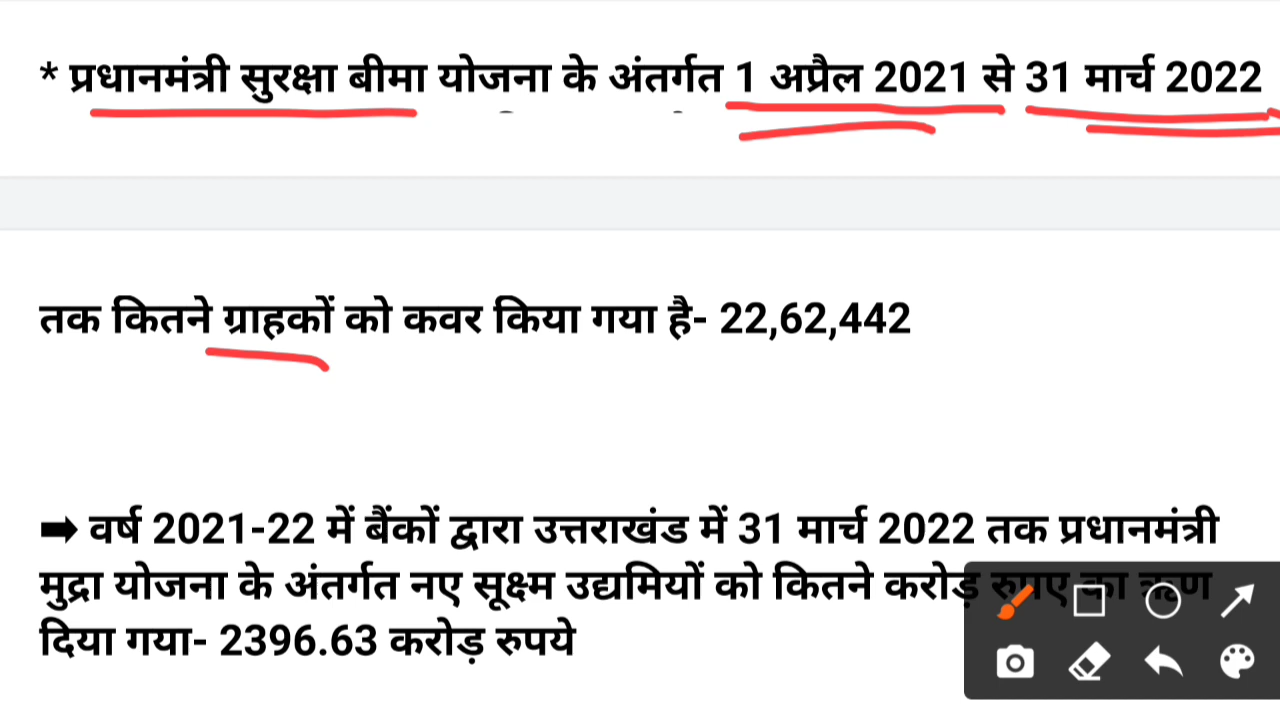 * प्रधानमंत्री सुरक्षा बीमा योजना के अंतर्गत 1 अप्रैल 2021 से 31 मार्च 2022
तक कितने ग्राहकों को कवर किया गया है- 22,62,442
➡ वर्ष 2021-22 में बैंकों द्वारा उत्तराखंड में 31 मार्च 2022 तक प्रधानमंत्री
मुद्रा योजना के अंतर्गत नए सूक्ष्म उद्यमियों को कितने करोड़ रुपए का ऋण
दिया गया- 2396.63 करोड़ रुपये